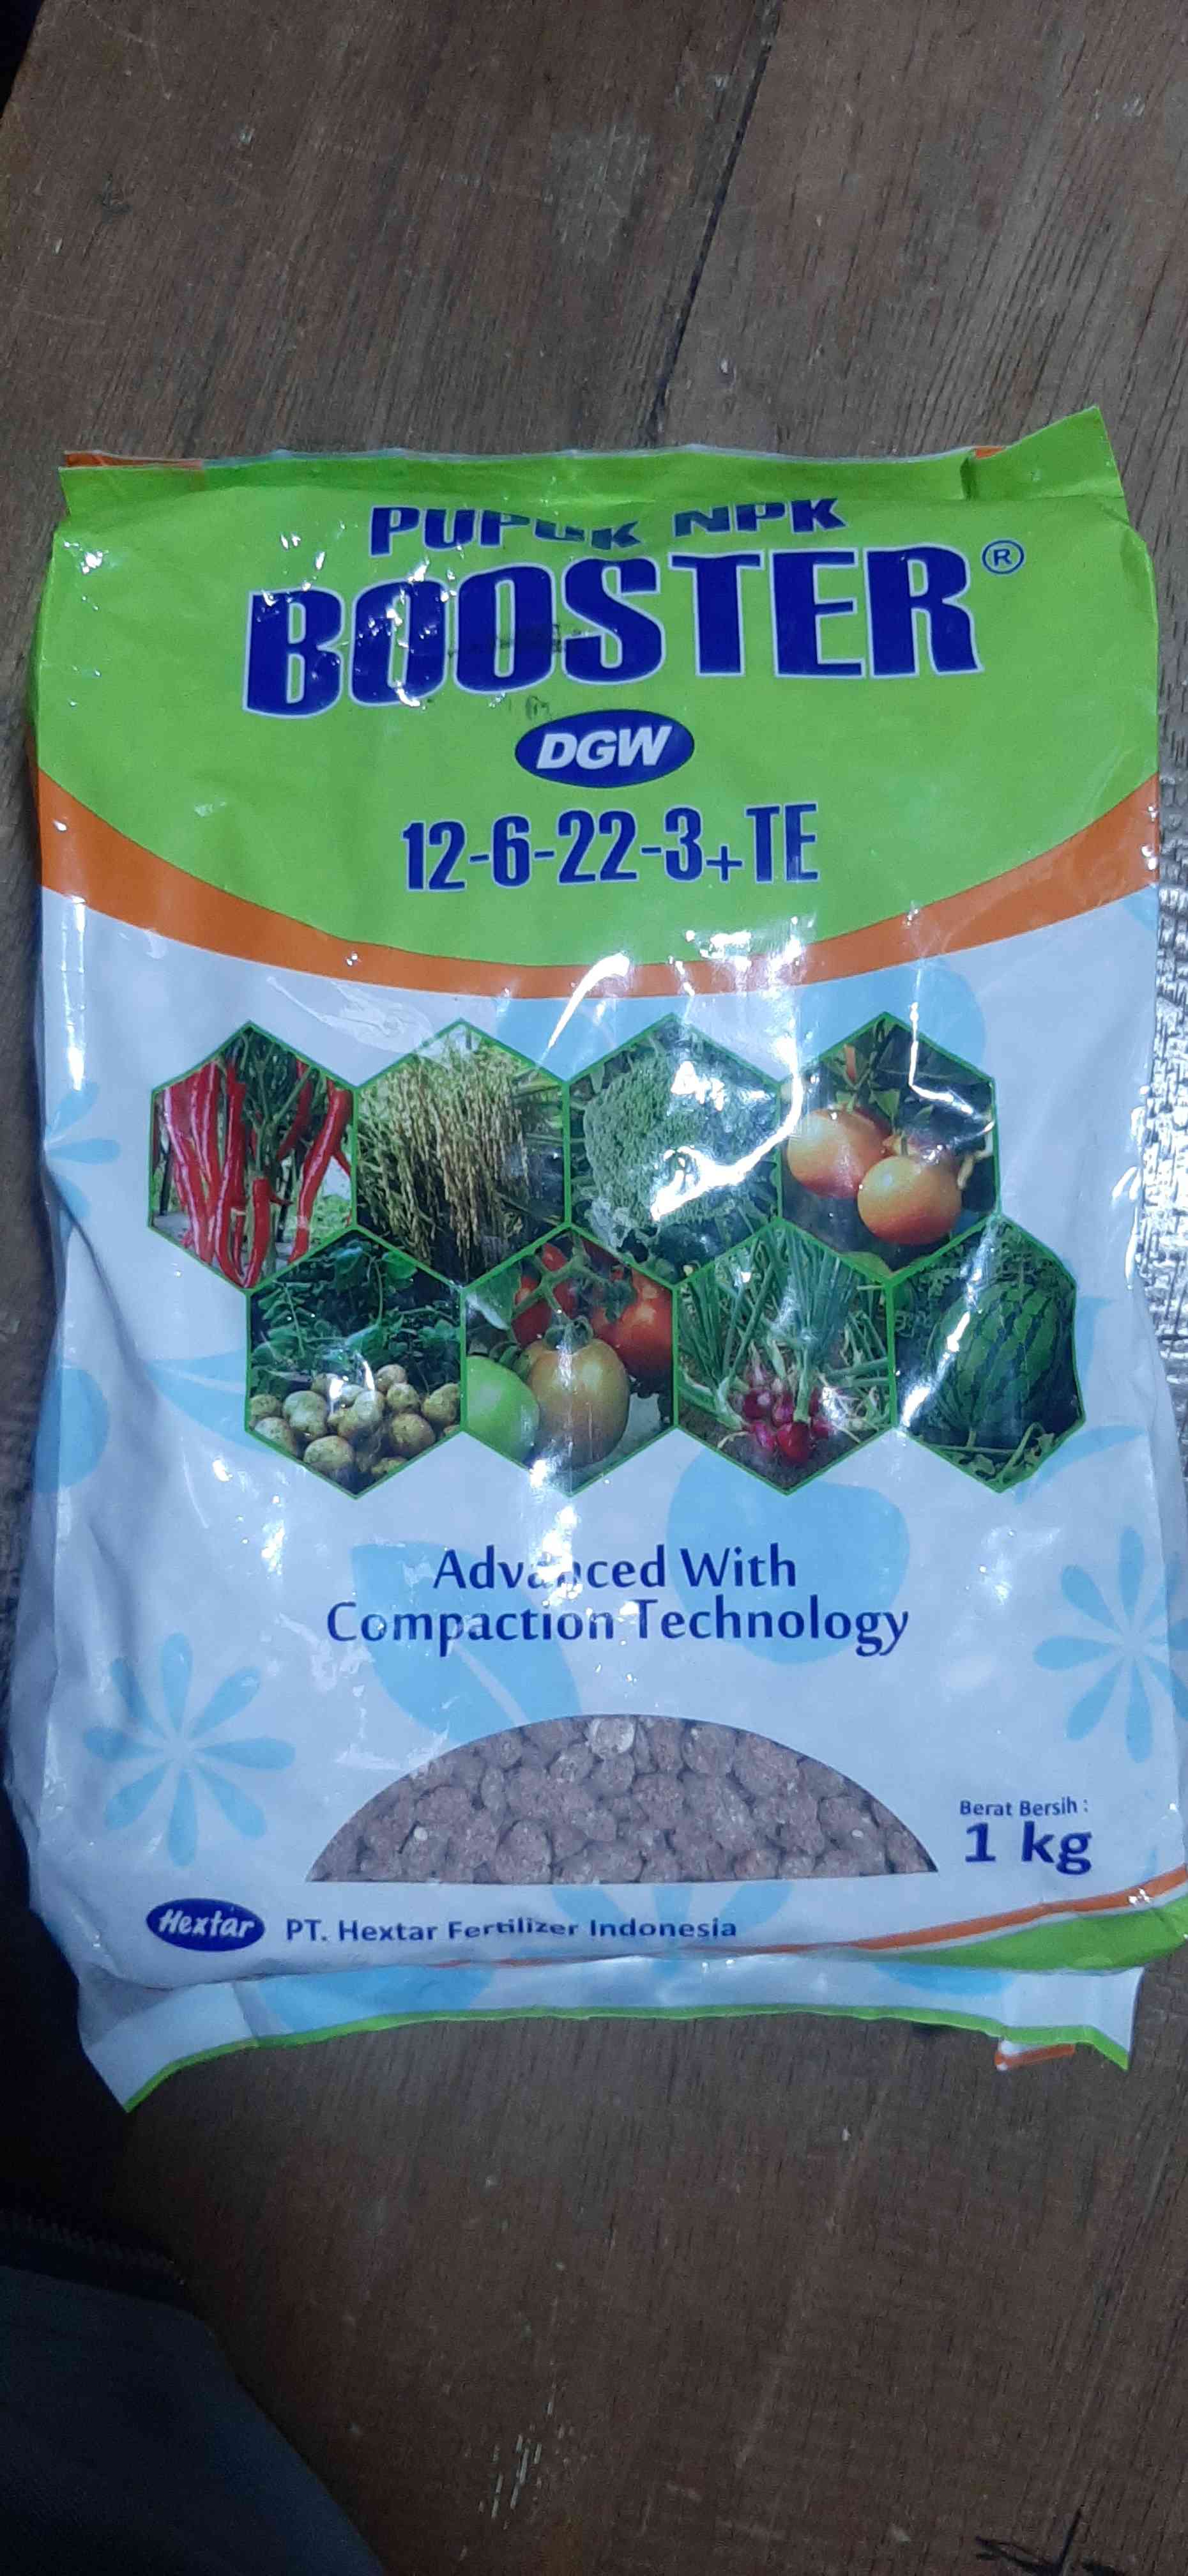 PUPUK NPK
BOOSTER®
DGW
12-6-22-3+TE
Advanced With
Compaction Technology
Berat Bersih :
1 kg
Hextar PT. Hextar Fertilizer Indonesia